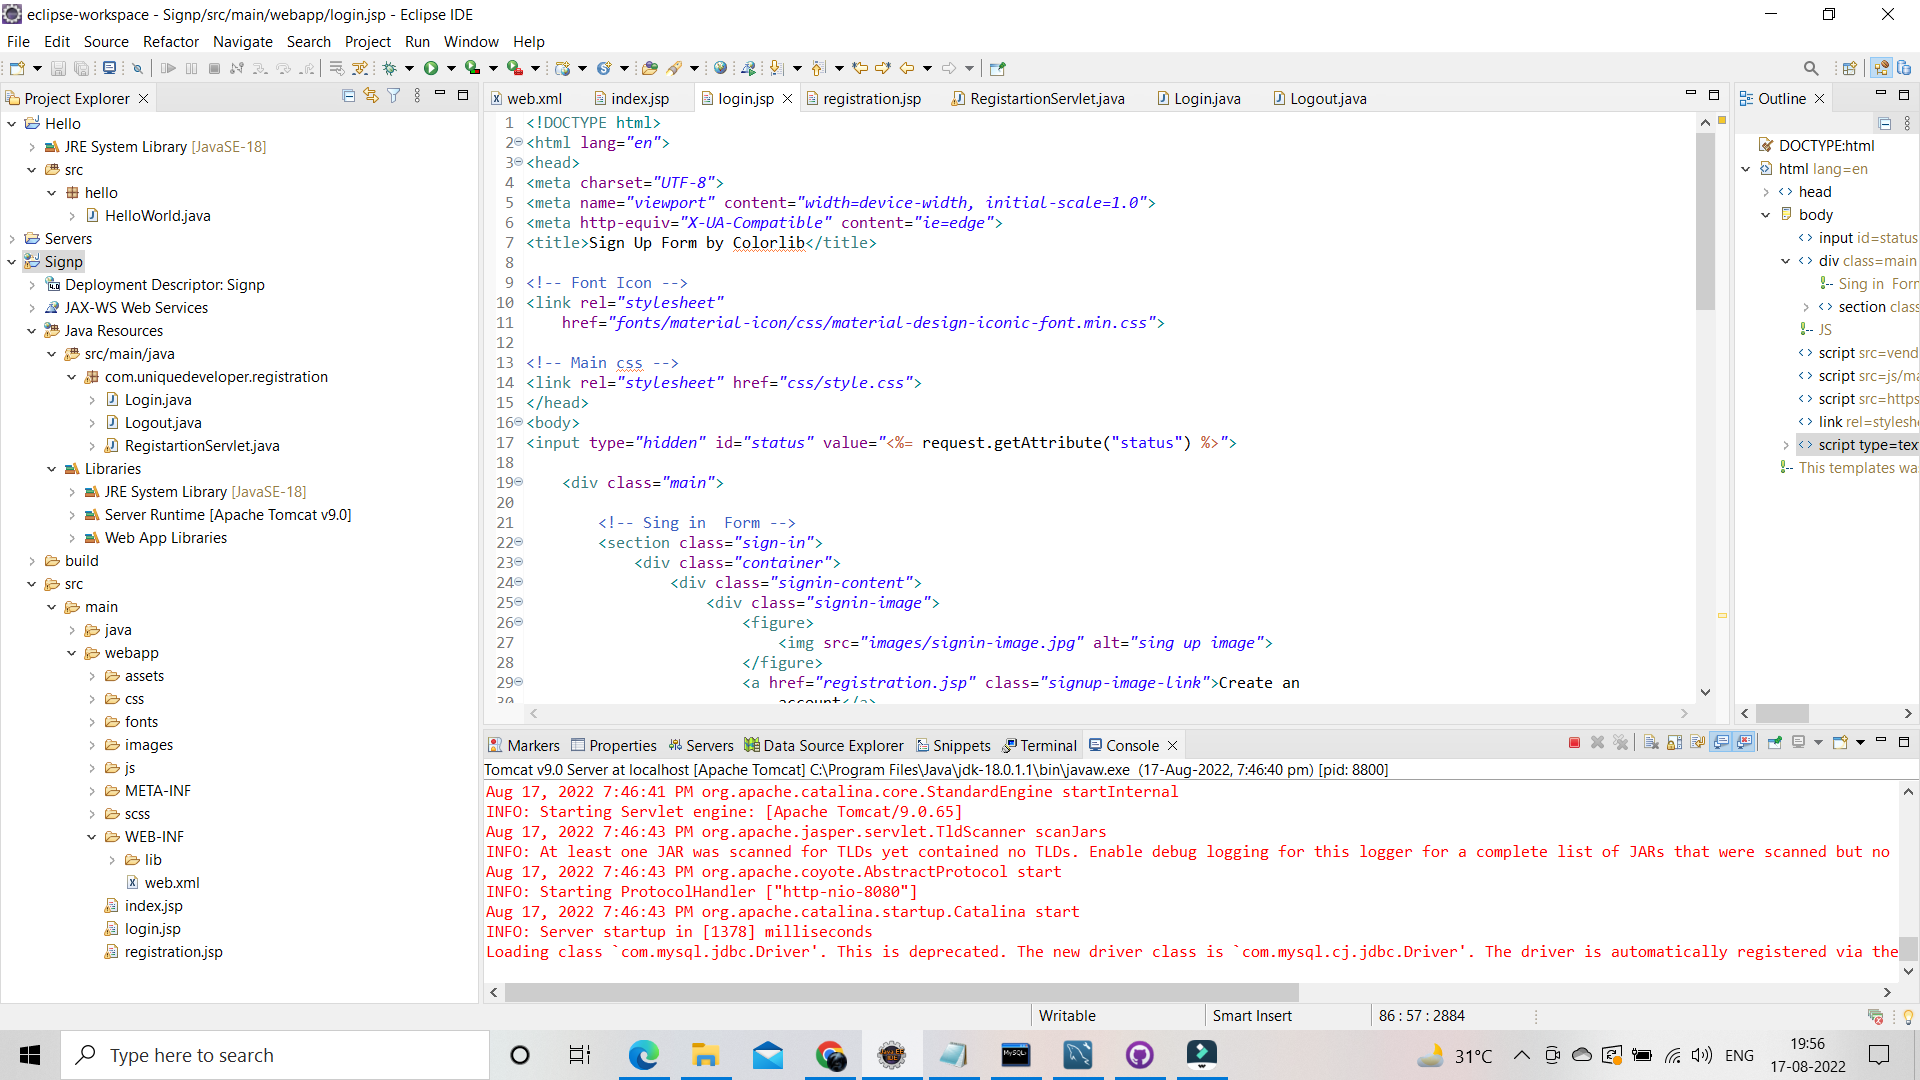 eclipse-workspace - Signp/src/main/webapp/login.jsp - Eclipse IDE
File Edit Source Refactor Navigate Search Project Run Window Help
Project Explorer
Hello
JRE System Library [JavaSE-18]
src
hello
HelloWorld.java
Servers
Signp
Deployment Descriptor: Signp
JAX-WS Web Services
Java Resources
src/main/java
com.uniquedeveloper.registration
Login.java
Logout.java
RegistartionServlet.java
Libraries
JRE System Library [JavaSE-18]
Server Runtime [Apache Tomcat v9.0]
Web App Libraries
build
src
main
java
webapp
assets
css
fonts
images
js
META-INF
scss
WEB-INF
lib
web.xml
index.jsp
login.jsp
registration.jsp
web.xml index.jsp login.jsp registration.jsp RegistartionServlet.java Login.java Logout.java
1 <!DOCTYPE html>
2 <html lang="en">
3 <head>
4 <meta charset="UTF-8">
5 <meta name="viewport" content="width=device-width, initial-scale=1.0">
6 <meta http-equiv="X-UA-Compatible" content="ie=edge">
7 <title>Sign Up Form by Colorlib</title>
8
9 <!-- Font Icon -->
10 <link rel="stylesheet"
11 href="fonts/material-icon/css/material-design-iconic-font.min.css">
12
13 <!-- Main css -->
14 <link rel="stylesheet" href="css/style.css">
15 </head>
16 <body>
17 <input type="hidden" id="status" value="<%= request.getAttribute("status") %>">
18
19 <div class="main">
20
21 <!-- Sing in  Form -->
22 <section class="sign-in">
23 <div class="container">
24 <div class="signin-content">
25 <div class="signin-image">
26 <figure>
27 <img src="images/signin-image.jpg" alt="sing up image">
28 </figure>
29 <a href="registration.jsp" class="signup-image-link">Create an
30 account</a>
Outline
DOCTYPE:html
html lang=en
head
body
input id=status
div class=main
Sing in  Form
section class
JS
script src=vend
script src=js/ma
script src=https
link rel=styleshe
script type=tex
This templates wa
Markers Properties Servers Data Source Explorer Snippets Terminal Console
Tomcat v9.0 Server at localhost [Apache Tomcat] C:\Program Files\Java\jdk-18.0.1.1\bin\javaw.exe (17-Aug-2022, 7:46:40 pm) [pid: 8800]
Aug 17, 2022 7:46:41 PM org.apache.catalina.core.StandardEngine startInternal
INFO: Starting Servlet engine: [Apache Tomcat/9.0.65]
Aug 17, 2022 7:46:43 PM org.apache.jasper.servlet.TldScanner scanJars
INFO: At least one JAR was scanned for TLDs yet contained no TLDs. Enable debug logging for this logger for a complete list of JARs that were scanned but no
Aug 17, 2022 7:46:43 PM org.apache.coyote.AbstractProtocol start
INFO: Starting ProtocolHandler ["http-nio-8080"]
Aug 17, 2022 7:46:43 PM org.apache.catalina.startup.Catalina start
INFO: Server startup in [1378] milliseconds
Loading class `com.mysql.jdbc.Driver'. This is deprecated. The new driver class is `com.mysql.cj.jdbc.Driver'. The driver is automatically registered via the
Writable Smart Insert 86 : 57 : 2884
Type here to search
31°C ENG
19:56
17-08-2022